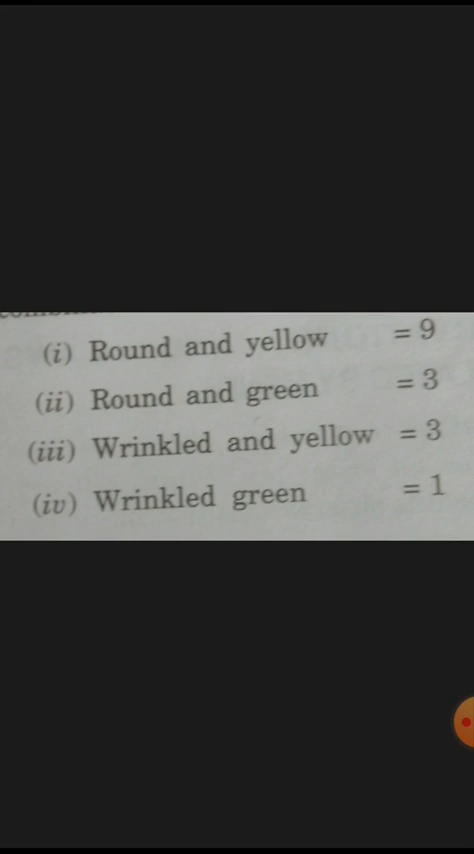 (i) Round and yellow = 9
(ii) Round and green = 3
(iii) Wrinkled and yellow = 3
(iv) Wrinkled green = 1